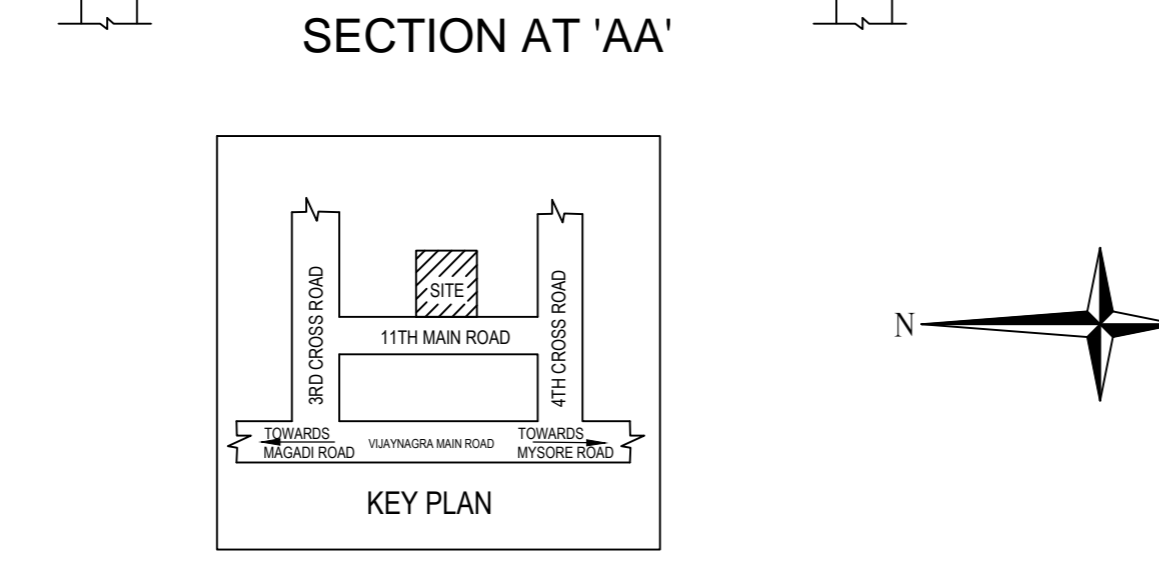 SECTION AT 'AA'
3RD CROSS ROAD
SITE
4TH CROSS ROAD
11TH MAIN ROAD
TOWARDS
MAGADI ROAD
VIJAYNAGRA MAIN ROAD
TOWARDS
MYSORE ROAD
KEY PLAN
N